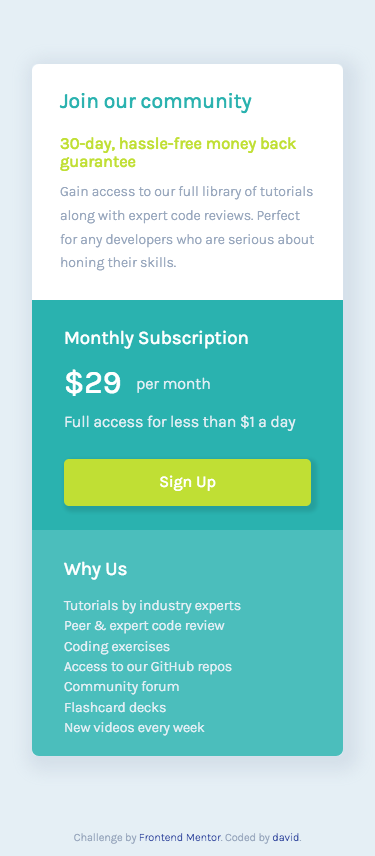 Join our community
30-day, hassle-free money back
guarantee
Gain access to our full library of tutorials
along with expert code reviews. Perfect
for any developers who are serious about
honing their skills.
Monthly Subscription
$29 per month
Full access for less than $1 a day
Sign Up
Why Us
Tutorials by industry experts
Peer & expert code review
Coding exercises
Access to our GitHub repos
Community forum
Flashcard decks
New videos every week
Challenge by Frontend Mentor. Coded by david.